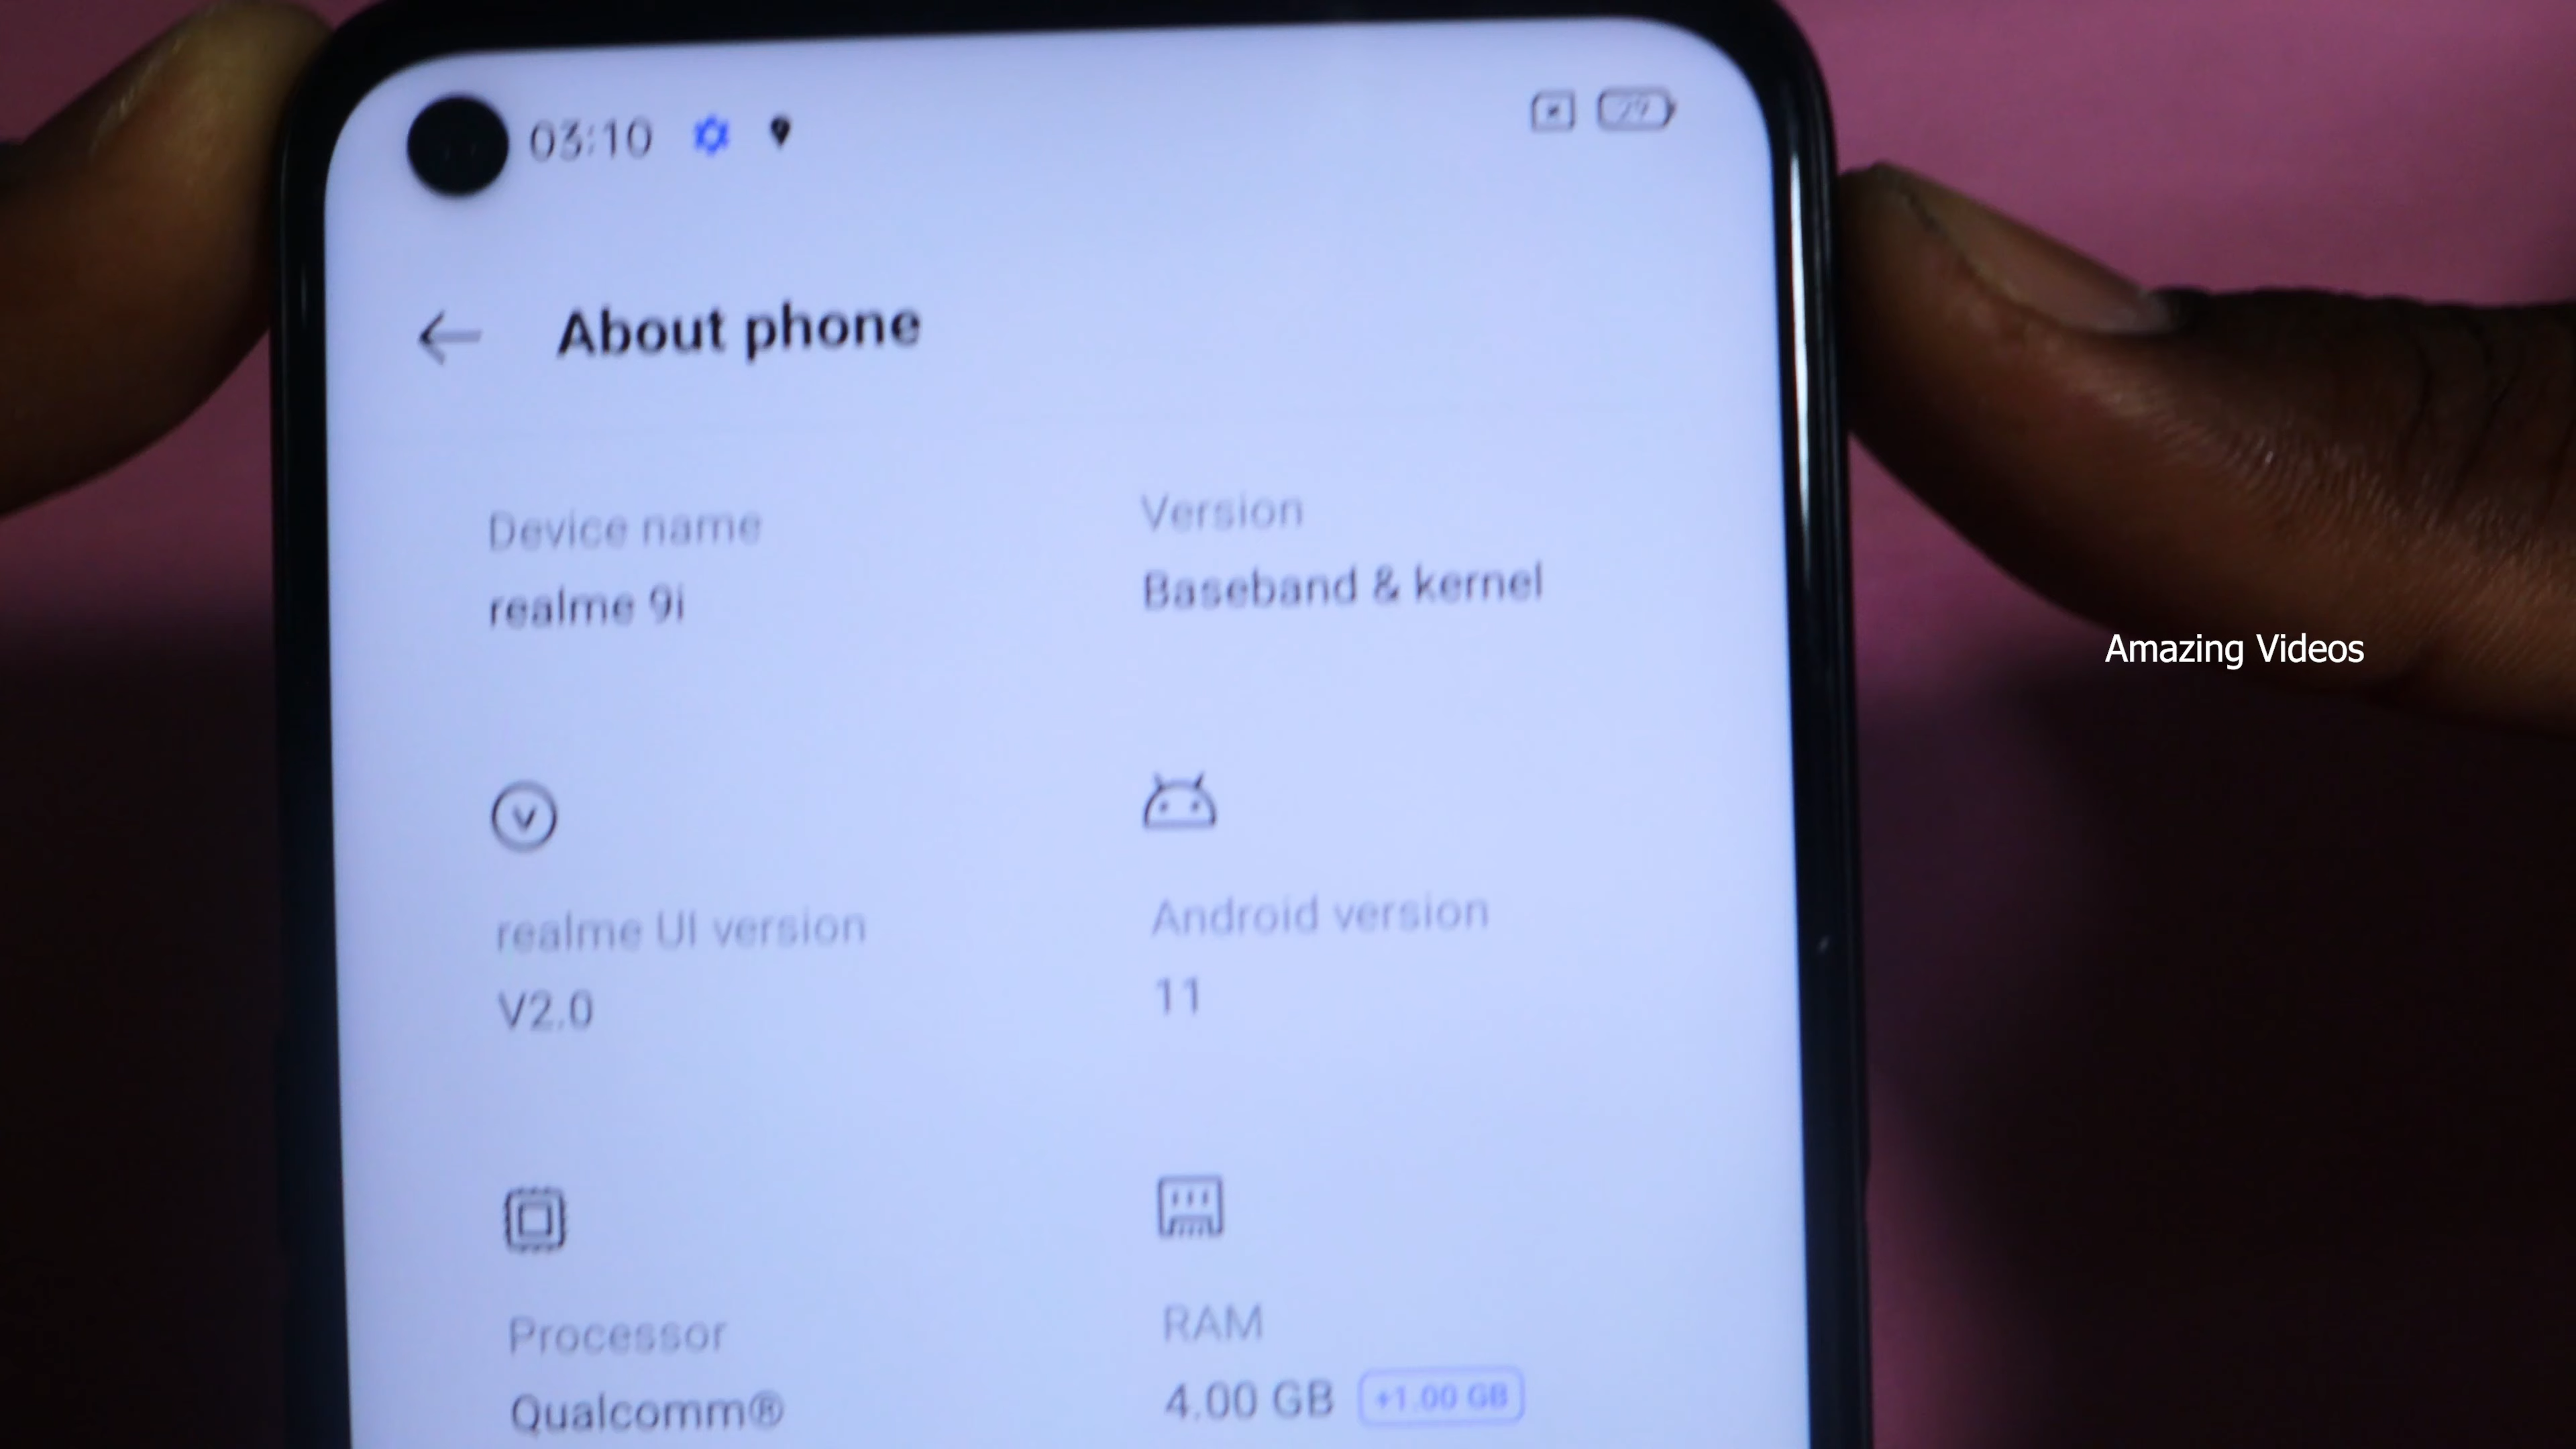 03:10
29
About phone
Device name
realme 9i
Version
Baseband & kernel
Amazing Videos
realme UI version
V2.0
Android version
11
Processor
Qualcomm®
RAM
4.00 GB +1.00 GB